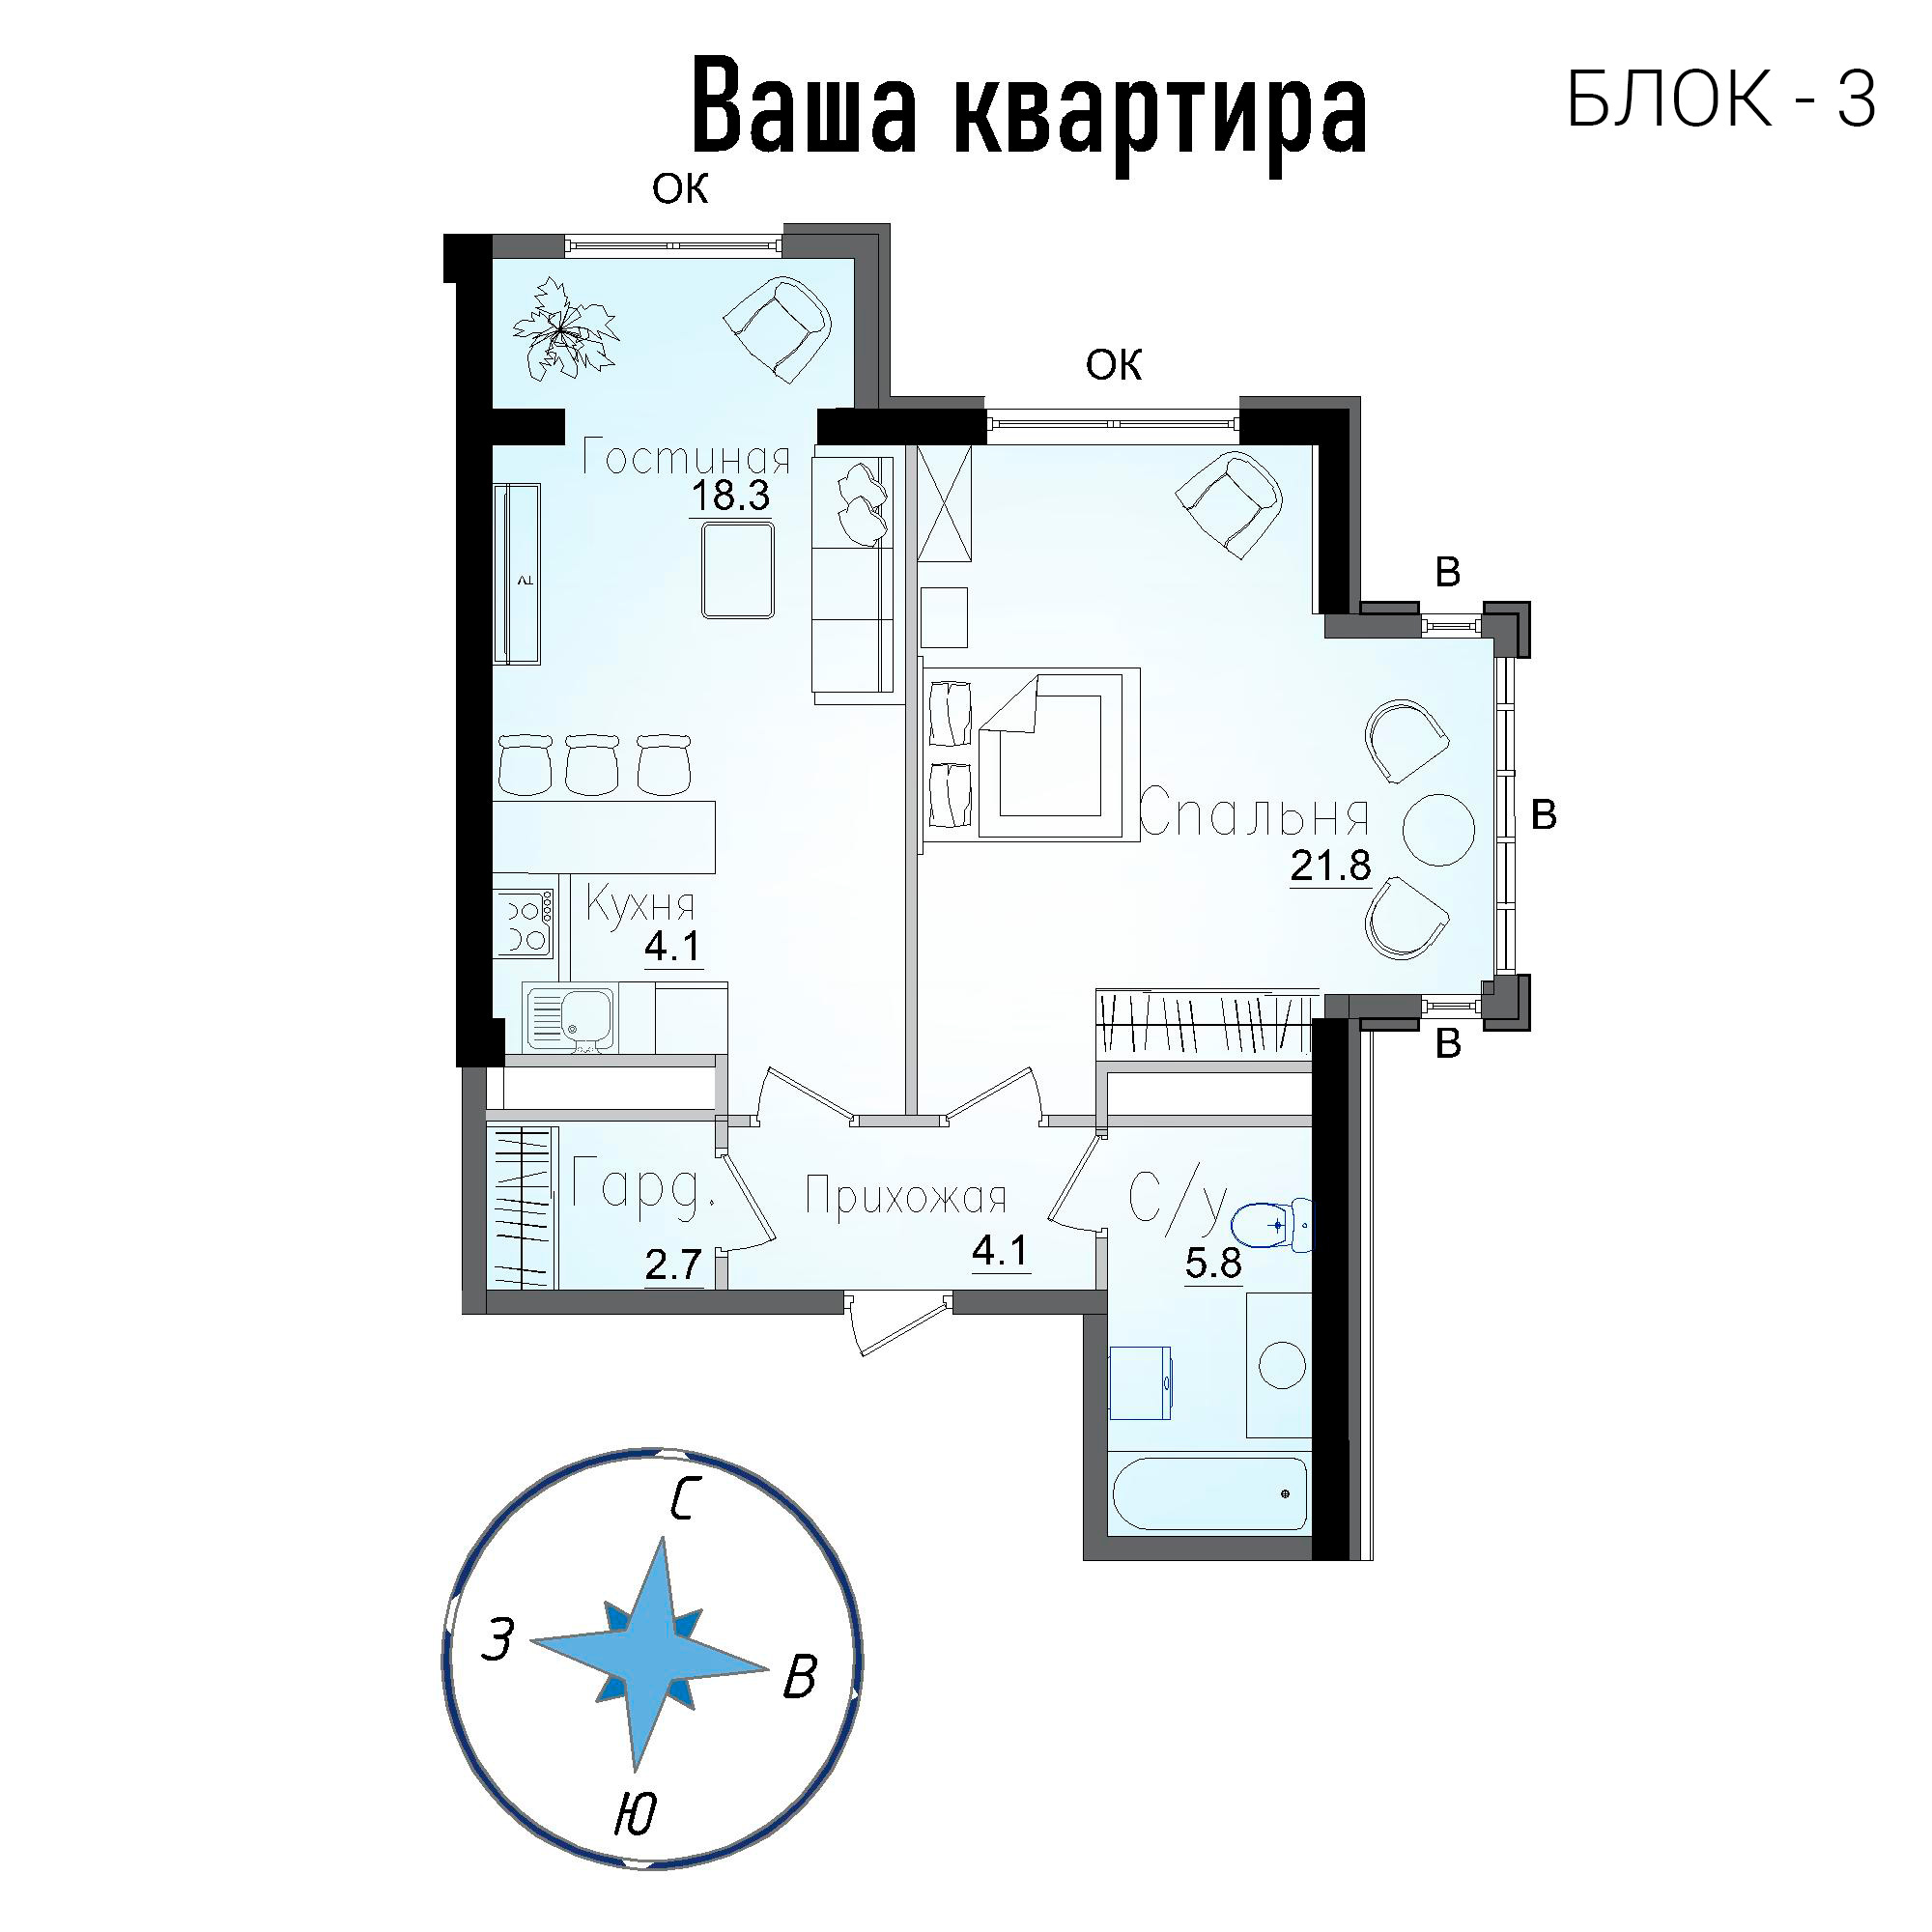 Ваша квартира
БЛОК - 3
ОК
ОК
Гостиная
18.3
TV
В
В
Спальня
21.8
Кухня
4.1
В
Гард.
2.7
Прихожая
4.1
С/у
5.8
С
З
В
Ю